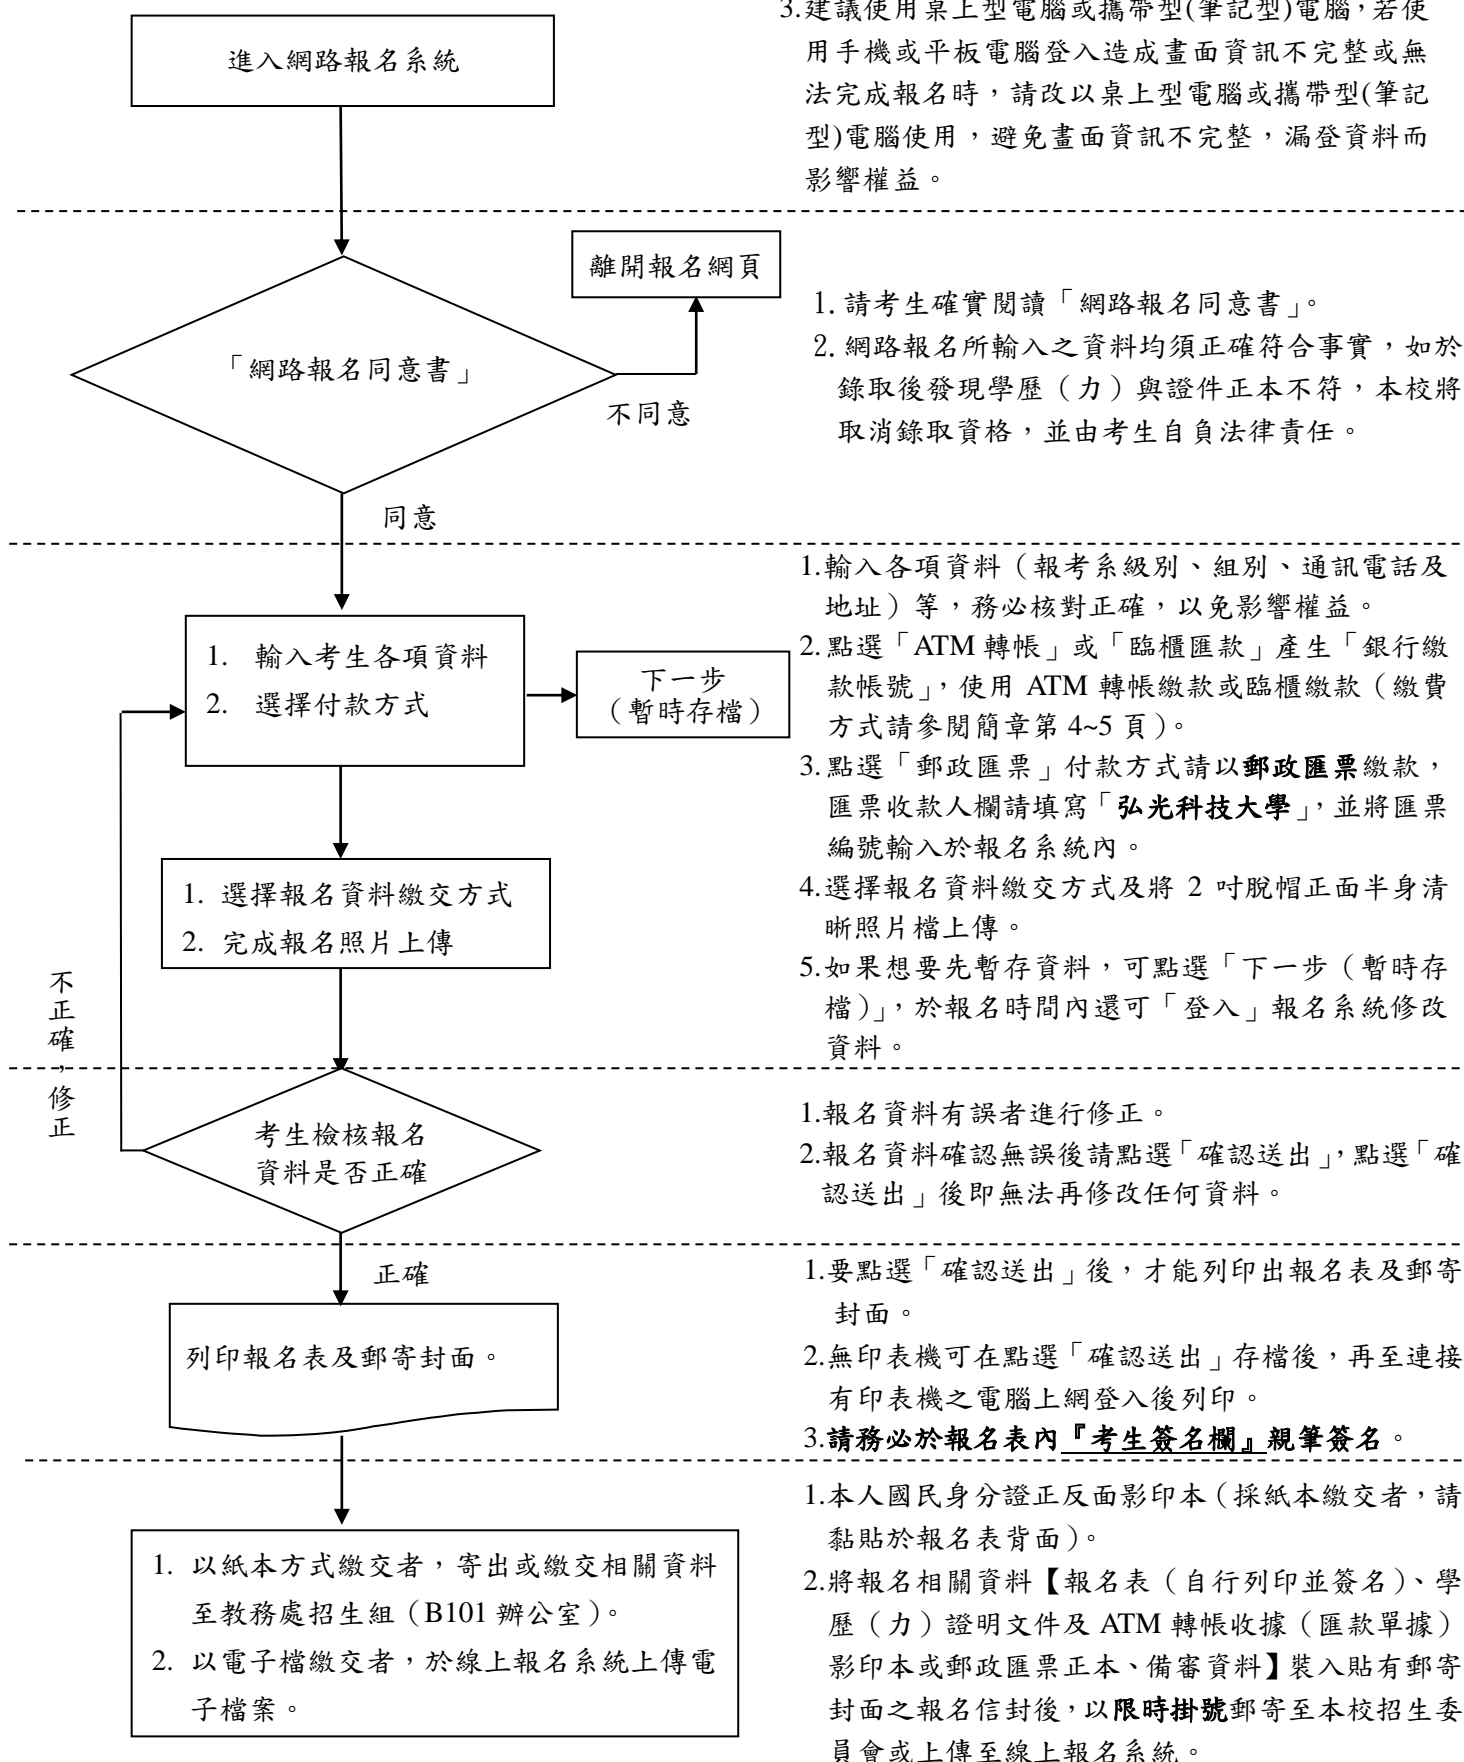 3.建議使用桌上型電腦或攜帶型(筆記型)電腦，若使
用手機或平板電腦登入造成畫面資訊不完整或無
法完成報名時，請改以桌上型電腦或攜帶型(筆記
型)電腦使用，避免畫面資訊不完整，漏登資料而
影響權益。
進入網路報名系統
離開報名網頁
「網路報名同意書」
不同意
同意
1. 請考生確實閱讀「網路報名同意書」。
2. 網路報名所輸入之資料均須正確符合事實，如於
錄取後發現學歷（力）與證件正本不符，本校將
取消錄取資格，並由考生自負法律責任。
1. 輸入考生各項資料
2. 選擇付款方式
下一步
（暫時存檔）
1. 選擇報名資料繳交方式
2. 完成報名照片上傳
1.輸入各項資料（報考系級別、組別、通訊電話及
地址）等，務必核對正確，以免影響權益。
2.點選「ATM 轉帳」或「臨櫃匯款」產生「銀行繳
款帳號」，使用 ATM 轉帳繳款或臨櫃繳款（繳費
方式請參閱簡章第 4~5 頁）。
3.點選「郵政匯票」付款方式請以郵政匯票繳款，
匯票收款人欄請填寫「弘光科技大學」，並將匯票
編號輸入於報名系統內。
4.選擇報名資料繳交方式及將 2 吋脫帽正面半身清
晰照片檔上傳。
5.如果想要先暫存資料，可點選「下一步（暫時存
檔）」，於報名時間內還可「登入」報名系統修改
資料。
不正確，修正
考生檢核報名
資料是否正確
1.報名資料有誤者進行修正。
2.報名資料確認無誤後請點選「確認送出」，點選「確
認送出」後即無法再修改任何資料。
正確
列印報名表及郵寄封面。
1.要點選「確認送出」後，才能列印出報名表及郵寄
封面。
2.無印表機可在點選「確認送出」存檔後，再至連接
有印表機之電腦上網登入後列印。
3.請務必於報名表內『考生簽名欄』親筆簽名。
1. 以紙本方式繳交者，寄出或繳交相關資料
至教務處招生組（B101 辦公室）。
2. 以電子檔繳交者，於線上報名系統上傳電
子檔案。
1.本人國民身分證正反面影印本（採紙本繳交者，請
黏貼於報名表背面）。
2.將報名相關資料【報名表（自行列印並簽名）、學
歷（力）證明文件及 ATM 轉帳收據（匯款單據）
影印本或郵政匯票正本、備審資料】裝入貼有郵寄
封面之報名信封後，以限時掛號郵寄至本校招生委
員會或上傳至線上報名系統。